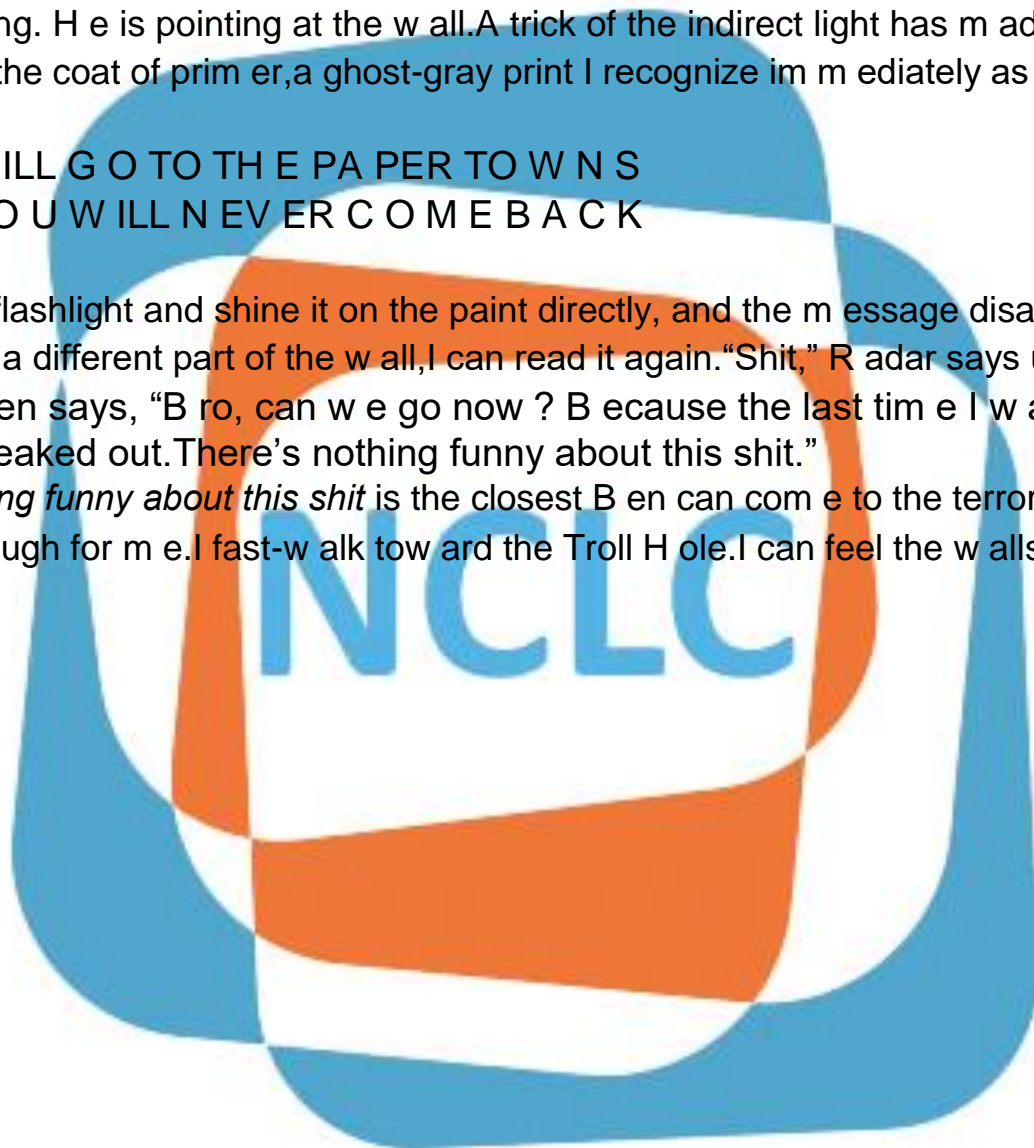 ng. H e is pointing at the w all.A trick of the indirect light has m ad
the coat of prim er,a ghost-gray print I recognize im m ediately as
ILL G O TO TH E PA PER TO W N S
O U W ILL N EV ER C O M E B A C K
flashlight and shine it on the paint directly, and the m essage disa
a different part of the w all,I can read it again.“Shit,” R adar says u
en says, “B ro, can w e go now ? B ecause the last tim e I w a
eaked out.There’s nothing funny about this shit.”
ng funny about this shit is the closest B en can com e to the terror
ugh for m e.I fast-w alk tow ard the Troll H ole.I can feel the w alls
NCLC